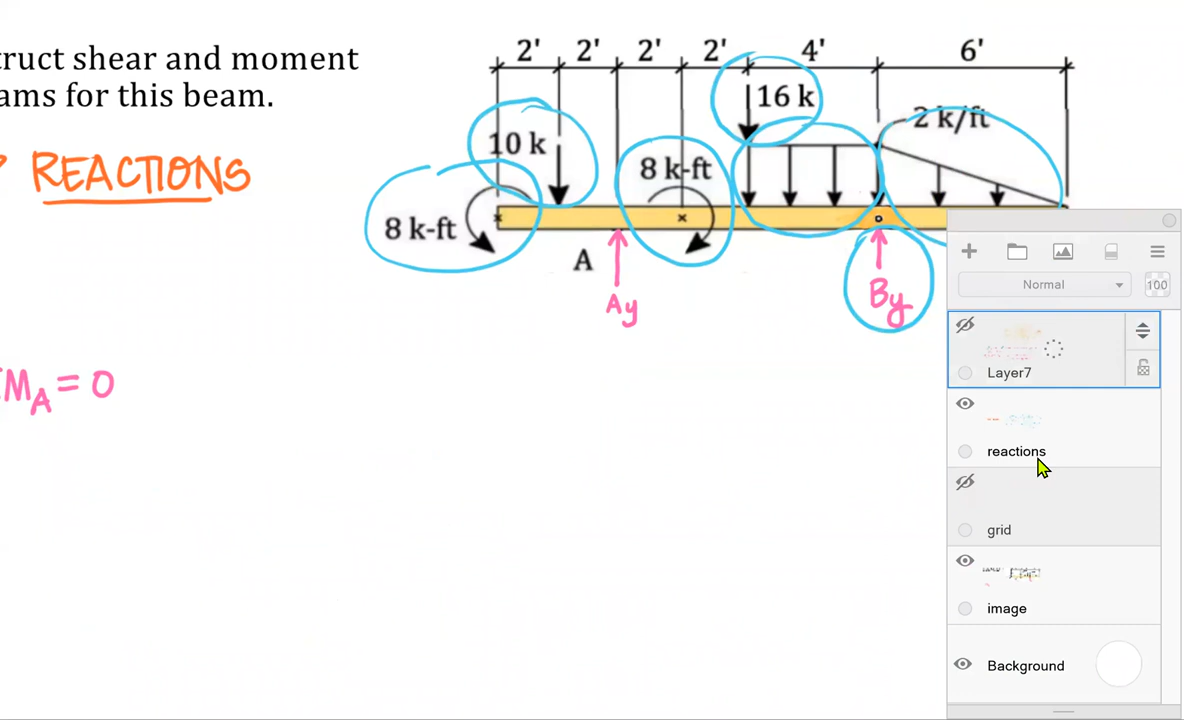 truct shear and moment
ams for this beam.
REACTIONS
2' 2' 2' 2' 4' 6'
16 k
2 k/ft
10 k
8 k-ft
8 k-ft
A
Ay
By
MA = 0
Normal
100
Layer7
reactions
grid
image
Background